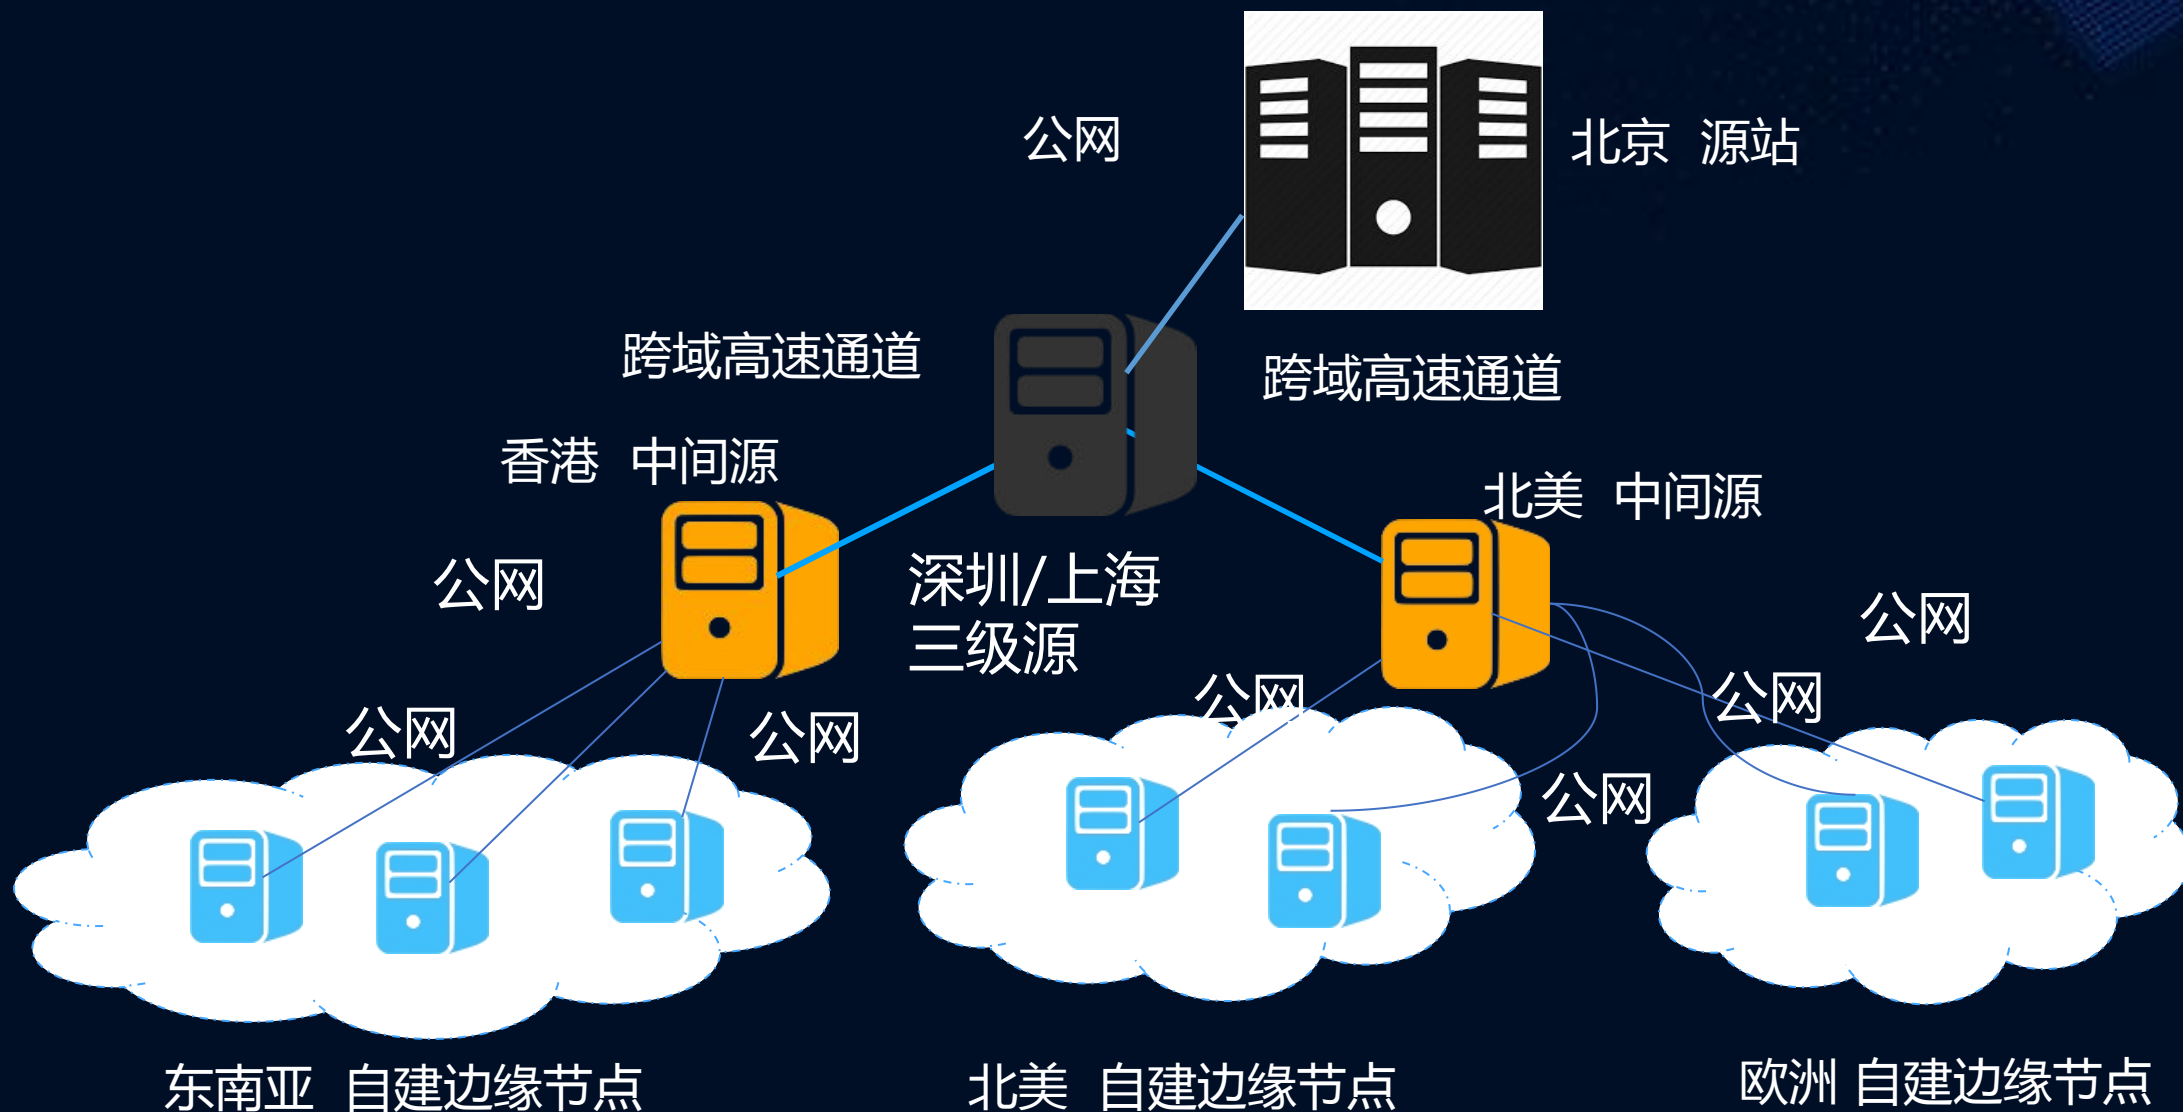 公网
北京 源站
跨域高速通道
跨域高速通道
香港 中间源
北美 中间源
公网
深圳/上海
三级源
公网
公网
公网
公网
公网
公网
东南亚 自建边缘节点
北美 自建边缘节点
欧洲 自建边缘节点